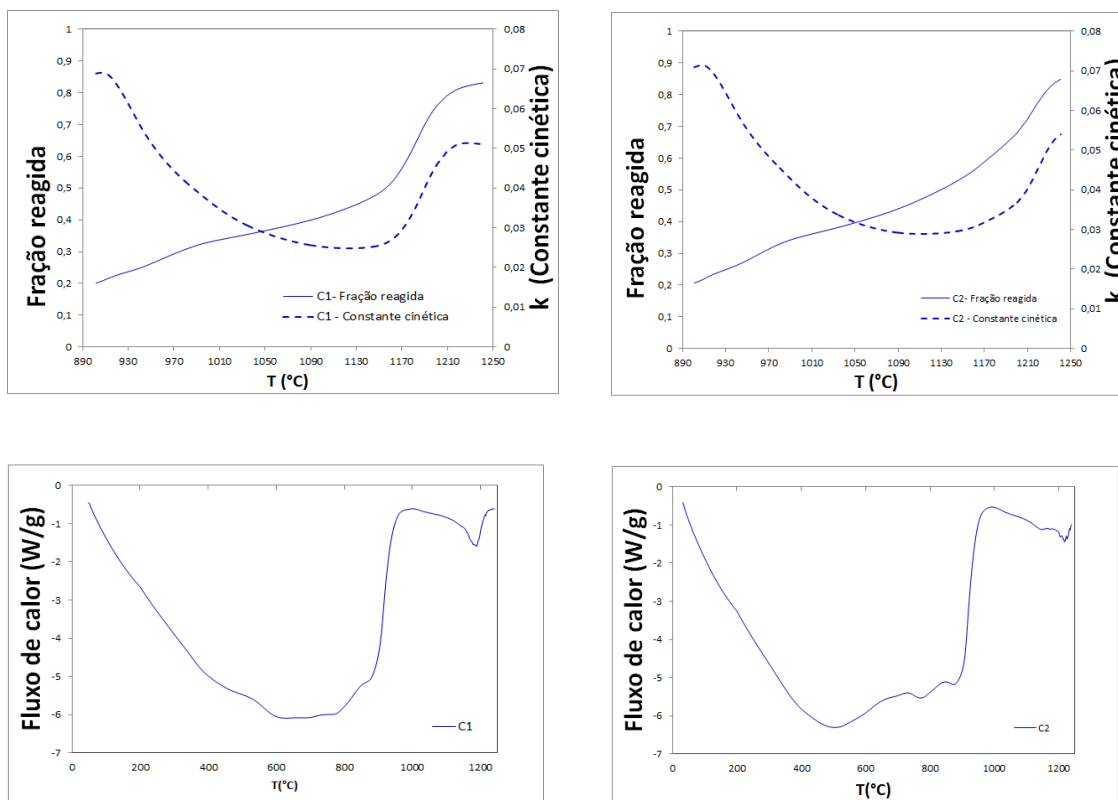 Fração reagida
1
0,9
0,8
0,7
0,6
0,5
0,4
0,3
0,2
0,1
0
0,08
0,07
0,06
0,05
0,04
0,03
0,02
0,01
0
k (Constante cinética)
C1- Fração reagida
C1 - Constante cinética
890 930 970 1010 1050 1090 1130 1170 1210 1250
T (°C)
Fração reagida
1
0,9
0,8
0,7
0,6
0,5
0,4
0,3
0,2
0,1
0
0,08
0,07
0,06
0,05
0,04
0,03
0,02
0,01
0
k (Constante cinética)
C2- Fração reagida
C2 - Constante cinética
890 930 970 1010 1050 1090 1130 1170 1210 1250
T (°C)
Fluxo de calor (W/g)
0
-1
-2
-3
-4
-5
-6
-7
C1
0 200 400 600 800 1000 1200
T(°C)
Fluxo de calor (W/g)
0
-1
-2
-3
-4
-5
-6
-7
C2
0 200 400 600 800 1000 1200
T(°C)